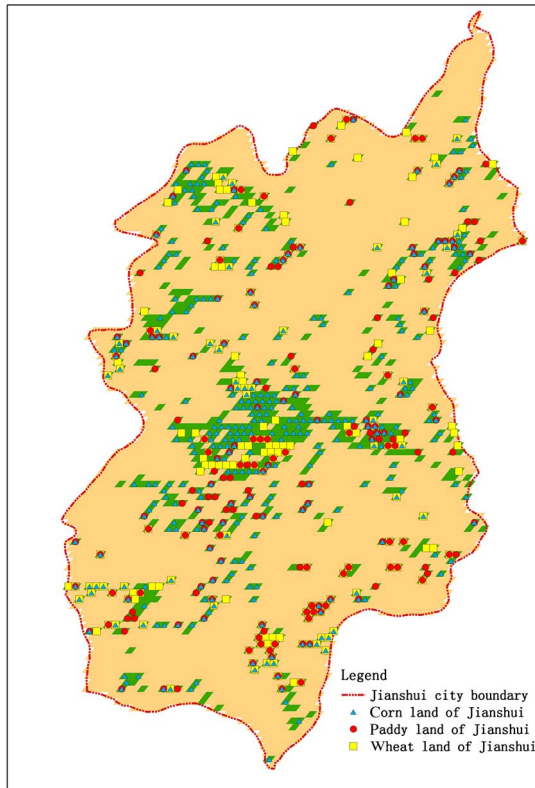 Legend
Jianshui city boundary
Corn land of Jianshui
Paddy land of Jianshui
Wheat land of Jianshui